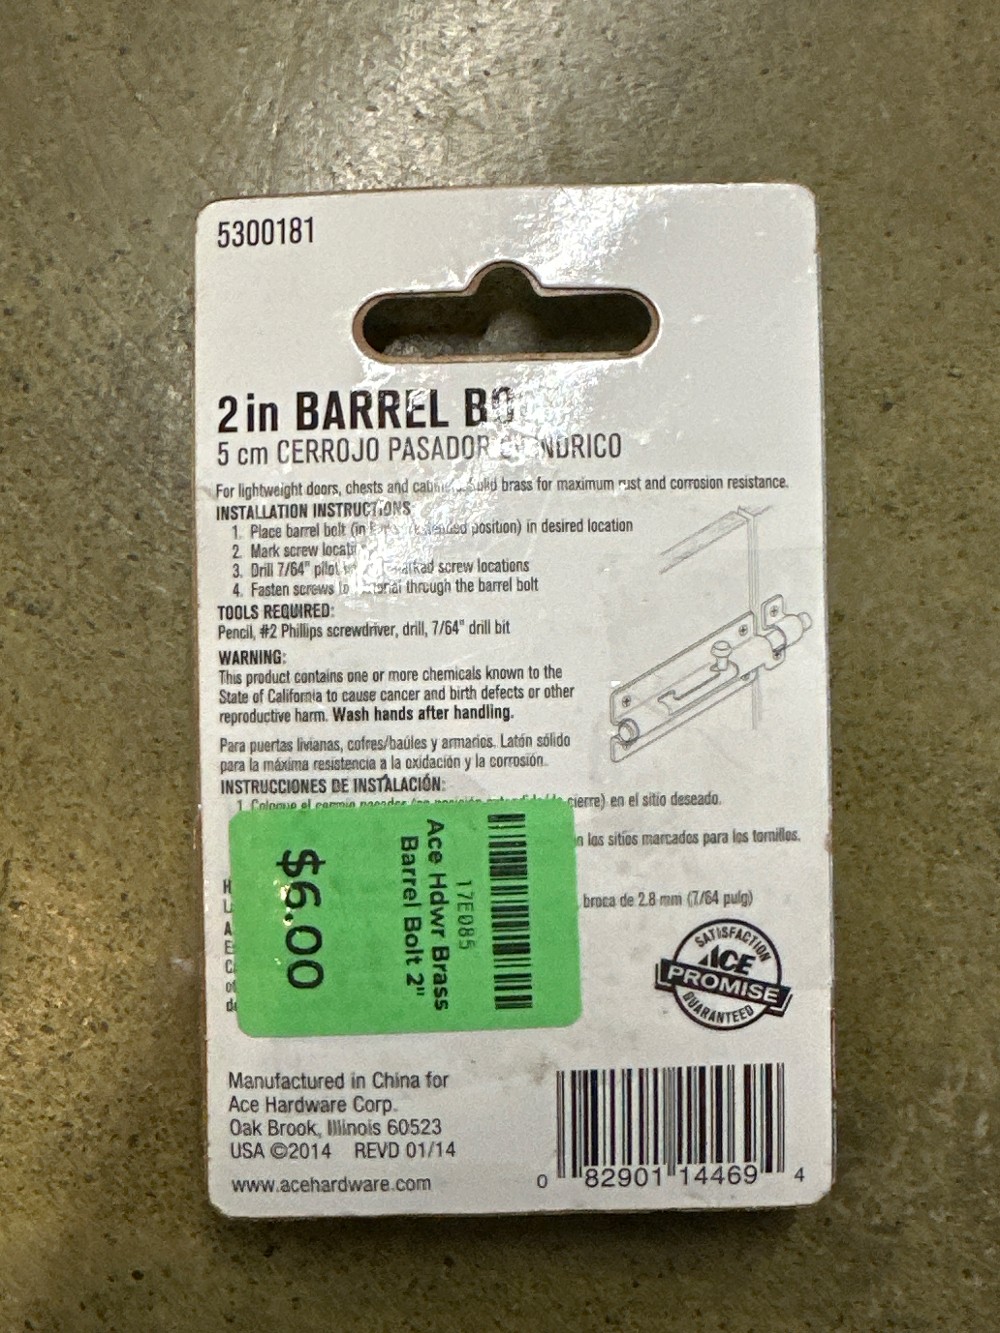 5300181
2 in BARREL
5 cm CERROJO PASADOR
For lightweight doors, chests and brass for maximum rust and corrosion resistance.
INSTALLATION INSTRUCTIONS
1. Place barrel bolt (in position) in desired location
2. Mark screw
3. Drill 7/64" pilot screw locations
4. Fasten screws through the barrel bolt
TOOLS REQUIRED:
Pencil, #2 Phillips screwdriver, drill, 7/64" drill bit
WARNING:
This product contains one or more chemicals known to the
State of California to cause cancer and birth defects or other
reproductive harm. Wash hands after handling.
Para puertas livianas, cofres/baúles y armarios. Latón sólido
para la máxima resistencia a la oxidación y la corrosión.
INSTRUCCIONES DE INSTALACIÓN:
1. cierre) en el sitio deseado.
los sitios marcados para los tornillos.
broca de 2.8 mm (7/64 pulg)
17E085
Ace Hdwr Brass
Barrel Bolt 2"
$6.00
SATISFACTION
ACE
PROMISE
GUARANTEED
Manufactured in China for
Ace Hardware Corp.
Oak Brook, Illinois 60523
USA ©2014 REVD 01/14
www.acehardware.com
0 82901 14469 4